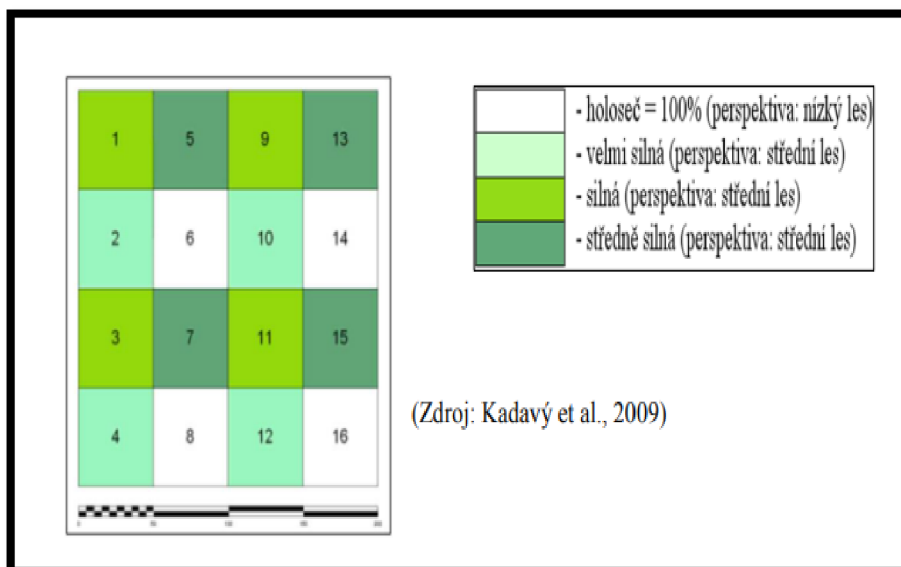 1 5 9 13
2 6 10 14
3 7 11 15
4 8 12 16
- holoseč = 100% (perspektiva: nízký les)
- velmi silná (perspektiva: střední les)
- silná (perspektiva: střední les)
- středně silná (perspektiva: střední les)
(Zdroj: Kadavý et al., 2009)